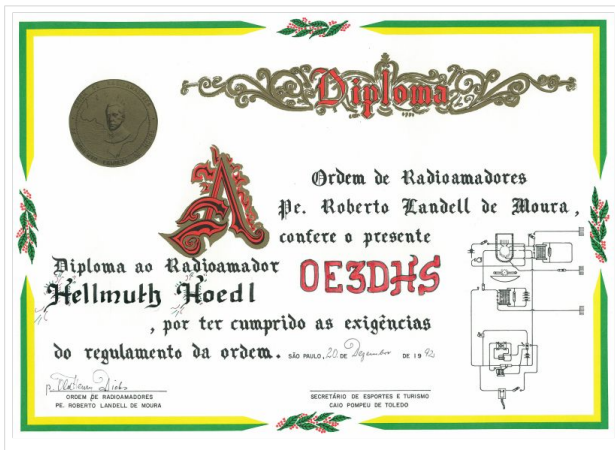 Diploma
A Ordem de Radioamadores
Pe. Roberto Landell de Moura,
confere o presente
Diploma ao Radioamador OE3DHS
Hellmuth Hoedl
, por ter cumprido as exigências
do regulamento da ordem. SÃO PAULO, 20 DE Dezembro DE 1992
ORDEM DE RADIOAMADORES
PE. ROBERTO LANDELL DE MOURA
SECRETÁRIO DE ESPORTES E TURISMO
CAIO POMPEU DE TOLEDO